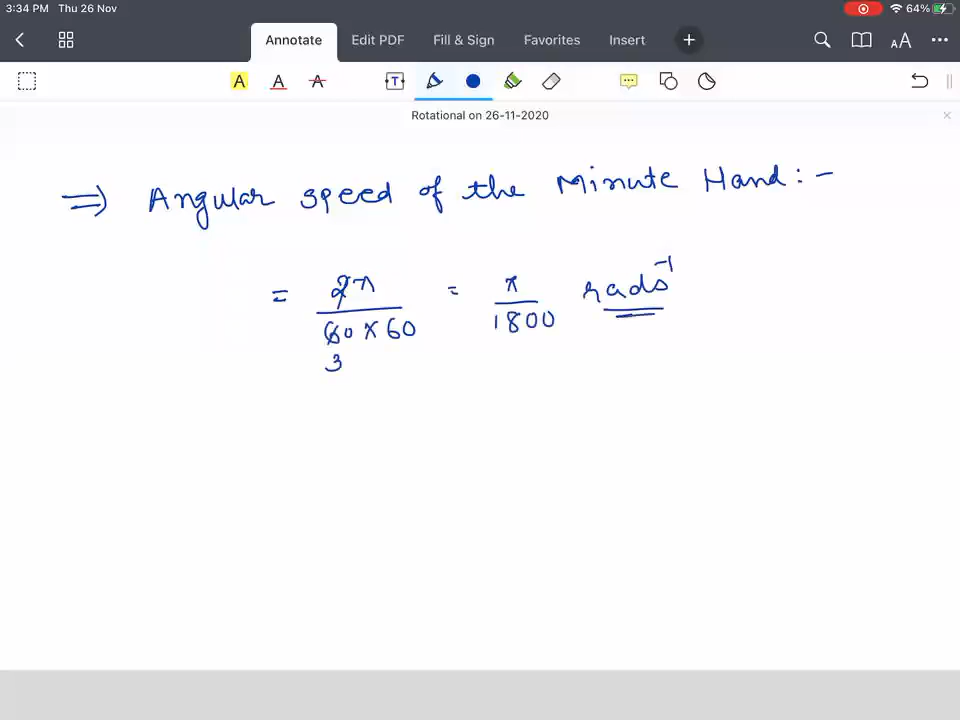 3:34 PM Thu 26 Nov 64%
Annotate Edit PDF Fill & Sign Favorites Insert +
A A A T
Rotational on 26-11-2020
⇒ Angular speed of the Minute Hand :-
= 2π / 60 × 60 = π / 1800 rads⁻¹
3